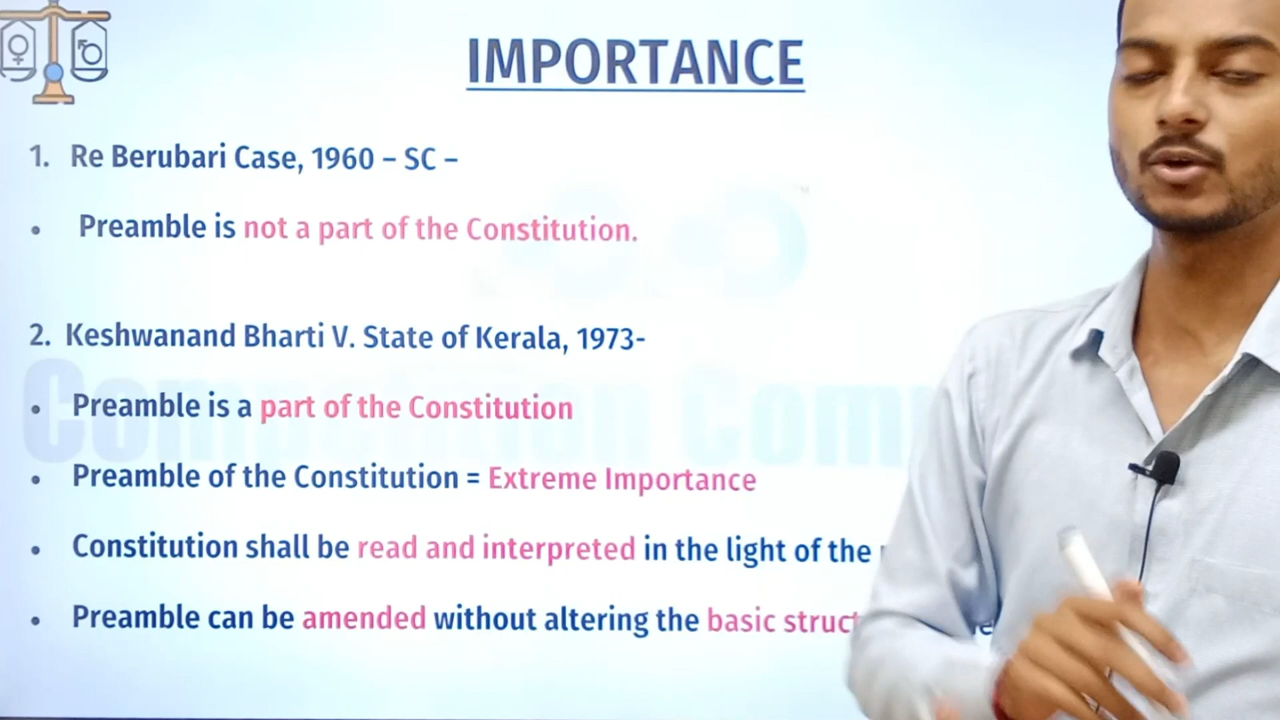 IMPORTANCE
1. Re Berubari Case, 1960 – SC –
• Preamble is not a part of the Constitution.
2. Keshwanand Bharti V. State of Kerala, 1973-
• Preamble is a part of the Constitution
• Preamble of the Constitution = Extreme Importance
• Constitution shall be read and interpreted in the light of the
• Preamble can be amended without altering the basic